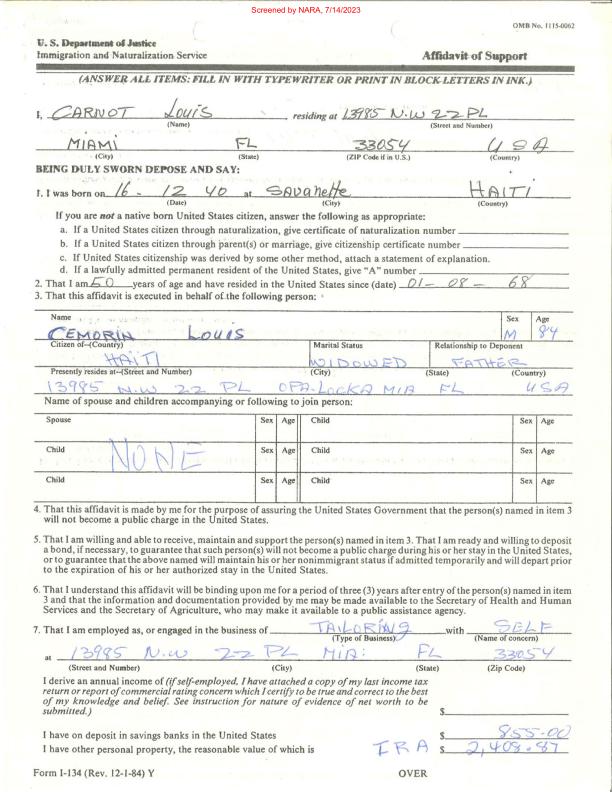 Screened by NARA, 7/14/2023
OMB No. 1115-0062
U. S. Department of Justice
Immigration and Naturalization Service Affidavit of Support
(ANSWER ALL ITEMS: FILL IN WITH TYPEWRITER OR PRINT IN BLOCK LETTERS IN INK.)
I, CARNOT LOUIS residing at 13985 N.W 22 PL
(Name) (Street and Number)
MIAMI FL 33054 USA
(City) (State) (ZIP Code if in U.S.) (Country)
BEING DULY SWORN DEPOSE AND SAY:
1. I was born on 16 - 12 40 at Savanette HAITI
(Date) (City) (Country)
If you are not a native born United States citizen, answer the following as appropriate:
a. If a United States citizen through naturalization, give certificate of naturalization number
b. If a United States citizen through parent(s) or marriage, give citizenship certificate number
c. If United States citizenship was derived by some other method, attach a statement of explanation.
d. If a lawfully admitted permanent resident of the United States, give "A" number
2. That I am 50 years of age and have resided in the United States since (date) 01- 08 - 68
3. That this affidavit is executed in behalf of the following person:
Name Sex Age
CEMORIN LOUIS M 84
Citizen of--(Country) Marital Status Relationship to Deponent
HAITI WIDOWED FATHER
Presently resides at--(Street and Number) (City) (State) (Country)
13985 N.W 22 PL OPA-LOCKA MIA FL USA
Name of spouse and children accompanying or following to join person:
Spouse Sex Age Child Sex Age
Child Sex Age Child Sex Age
NONE
Child Sex Age Child Sex Age
4. That this affidavit is made by me for the purpose of assuring the United States Government that the person(s) named in item 3
will not become a public charge in the United States.
5. That I am willing and able to receive, maintain and support the person(s) named in item 3. That I am ready and willing to deposit
a bond, if necessary, to guarantee that such person(s) will not become a public charge during his or her stay in the United States,
or to guarantee that the above named will maintain his or her nonimmigrant status if admitted temporarily and will depart prior
to the expiration of his or her authorized stay in the United States.
6. That I understand this affidavit will be binding upon me for a period of three (3) years after entry of the person(s) named in item
3 and that the information and documentation provided by me may be made available to the Secretary of Health and Human
Services and the Secretary of Agriculture, who may make it available to a public assistance agency.
7. That I am employed as, or engaged in the business of TAILORING with SELF
(Type of Business) (Name of concern)
at 13985 N.W 22 PL MIA: FL 33054
(Street and Number) (City) (State) (Zip Code)
I derive an annual income of (if self-employed, I have attached a copy of my last income tax
return or report of commercial rating concern which I certify to be true and correct to the best
of my knowledge and belief. See instruction for nature of evidence of net worth to be
submitted.) $
I have on deposit in savings banks in the United States $ 855-00
I have other personal property, the reasonable value of which is IRA $ 2,408.87
Form I-134 (Rev. 12-1-84) Y OVER